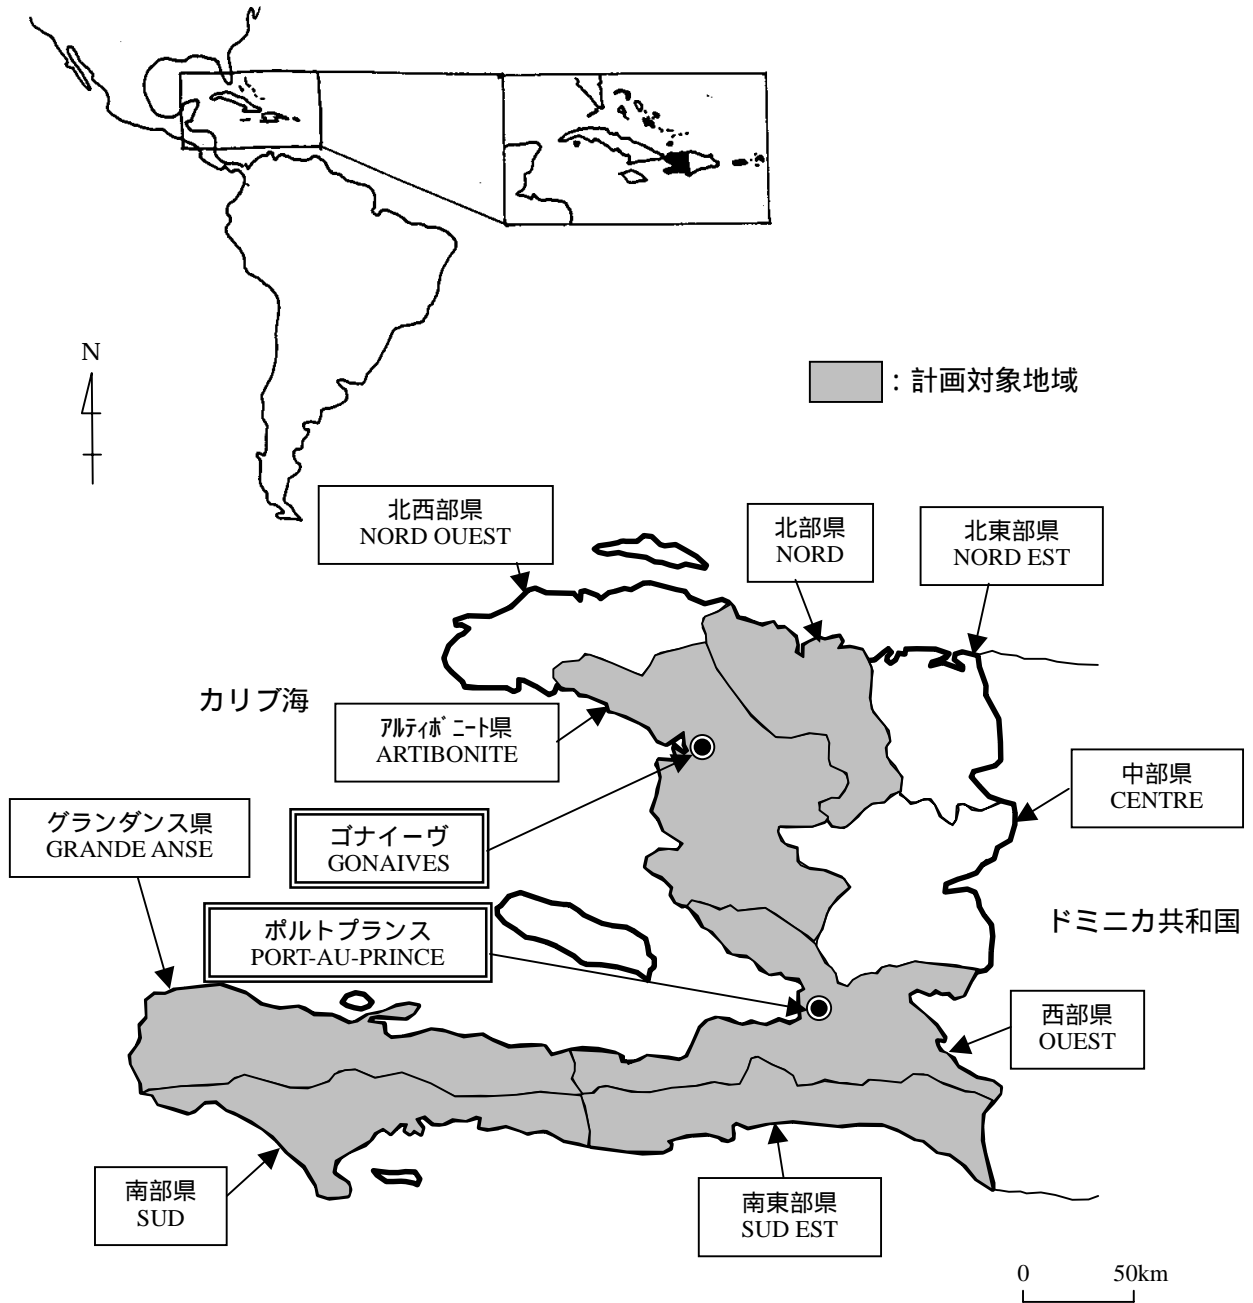 N
：計画対象地域
北西部県
NORD OUEST
北部県
NORD
北東部県
NORD EST
カリブ海
ｱﾙﾃｨﾎﾞﾆｰﾄ県
ARTIBONITE
中部県
CENTRE
グランダンス県
GRANDE ANSE
ゴナイーヴ
GONAIVES
ポルトプランス
PORT-AU-PRINCE
ドミニカ共和国
西部県
OUEST
南部県
SUD
南東部県
SUD EST
0 50km